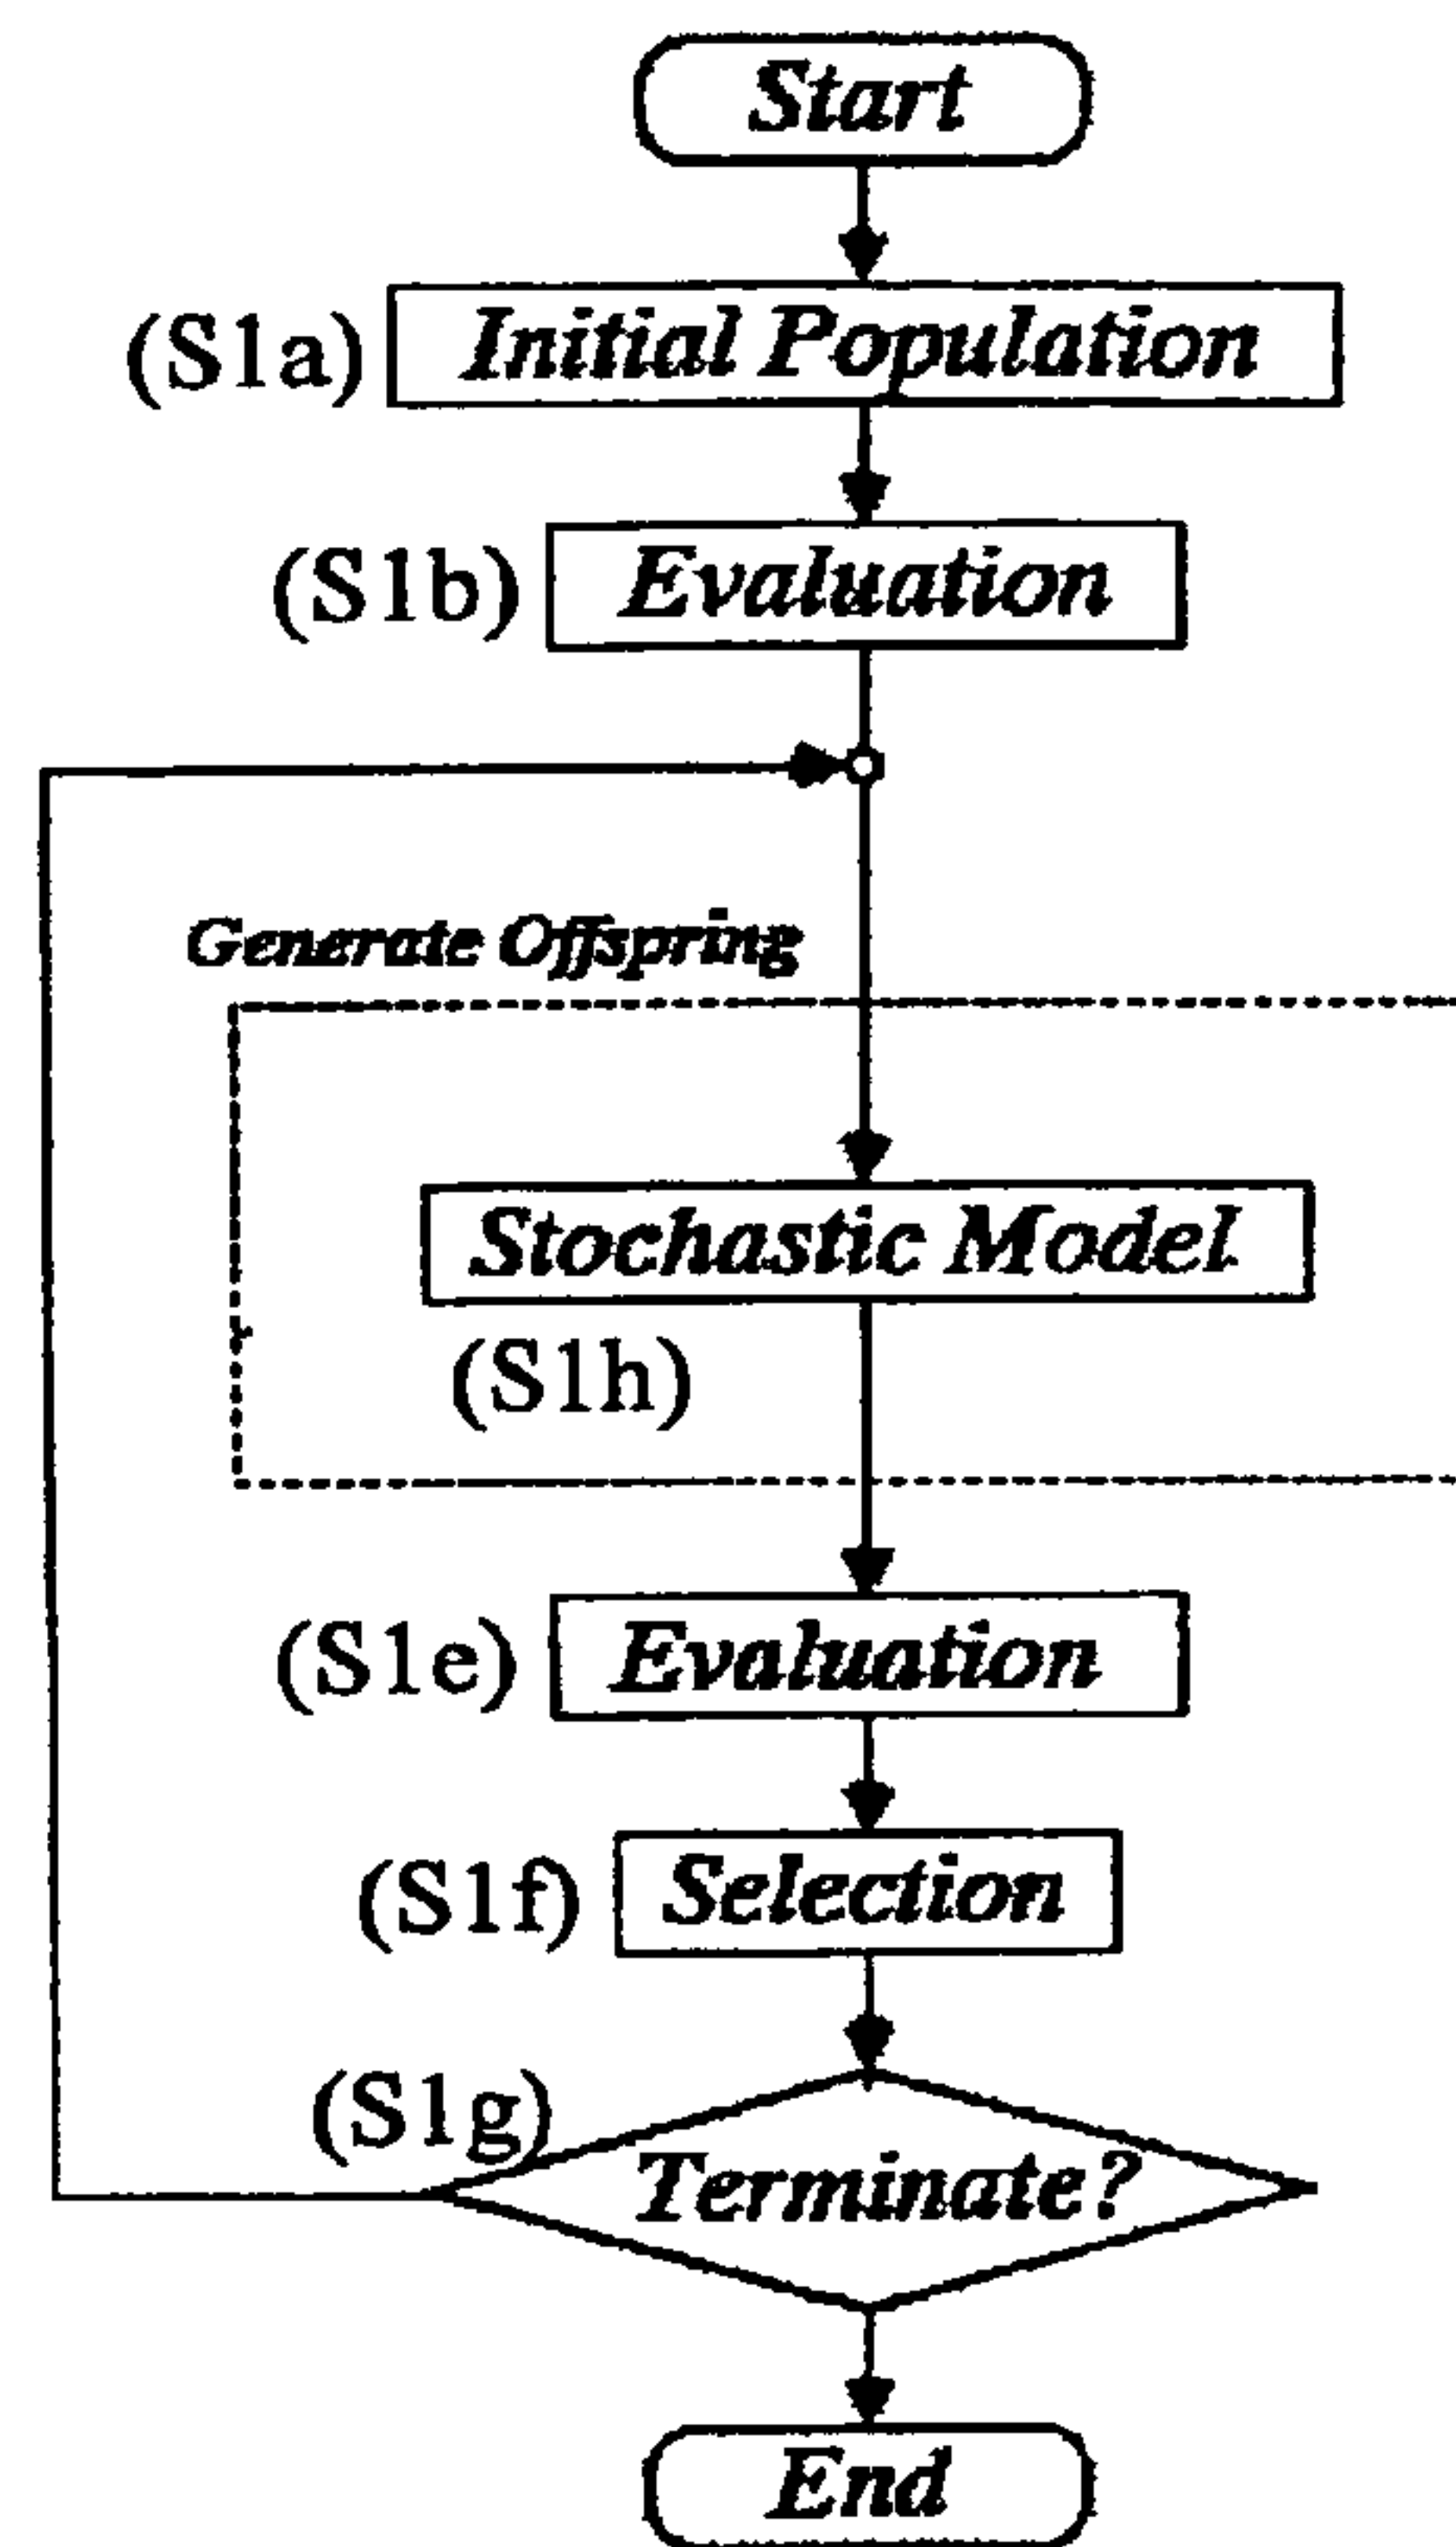 Start
(S1a) Initial Population
(S1b) Evaluation
Generate Offspring
Stochastic Model
(S1h)
(S1e) Evaluation
(S1f) Selection
(S1g)
Terminate?
End